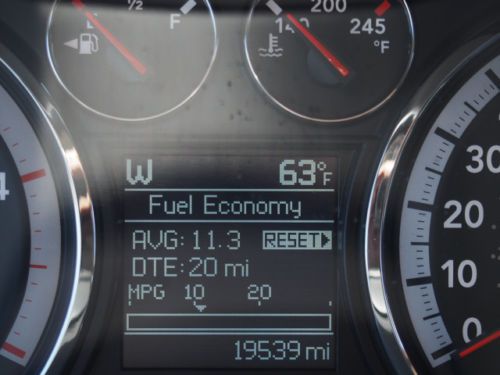 E ½ F
140 200 245
°F
W 63°F
Fuel Economy
AVG: 11.3 RESET
DTE: 20 mi
MPG 10 20
19539 mi
4
30
20
10
0